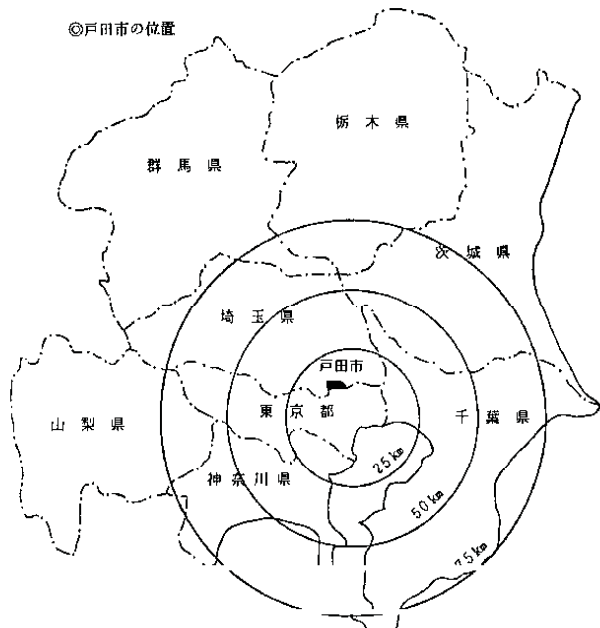 ◎戸田市の位置
栃木県
群馬県
茨城県
埼玉県
戸田市
東京都
千葉県
山梨県
神奈川県
25km
50km
75km